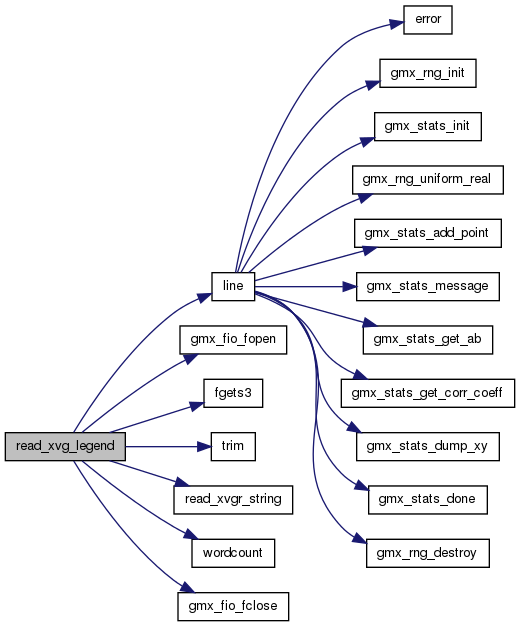 error
gmx_rng_init
gmx_stats_init
gmx_rng_uniform_real
gmx_stats_add_point
line
gmx_stats_message
gmx_stats_get_ab
gmx_fio_fopen
gmx_stats_get_corr_coeff
fgets3
read_xvg_legend
trim
gmx_stats_dump_xy
read_xvgr_string
gmx_stats_done
wordcount
gmx_rng_destroy
gmx_fio_fclose